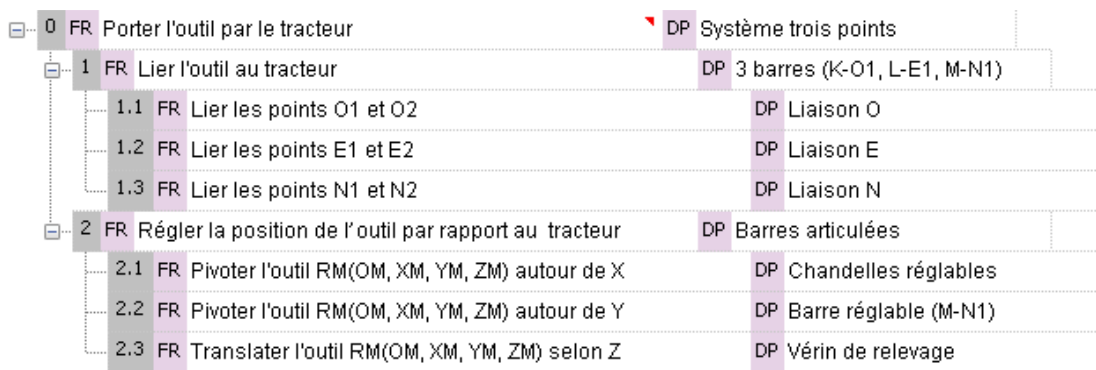 0 FR Porter l'outil par le tracteur DP Système trois points
1 FR Lier l'outil au tracteur DP 3 barres (K-O1, L-E1, M-N1)
1.1 FR Lier les points O1 et O2 DP Liaison O
1.2 FR Lier les points E1 et E2 DP Liaison E
1.3 FR Lier les points N1 et N2 DP Liaison N
2 FR Régler la position de l'outil par rapport au tracteur DP Barres articulées
2.1 FR Pivoter l'outil RM(OM, XM, YM, ZM) autour de X DP Chandelles réglables
2.2 FR Pivoter l'outil RM(OM, XM, YM, ZM) autour de Y DP Barre réglable (M-N1)
2.3 FR Translater l'outil RM(OM, XM, YM, ZM) selon Z DP Vérin de relevage